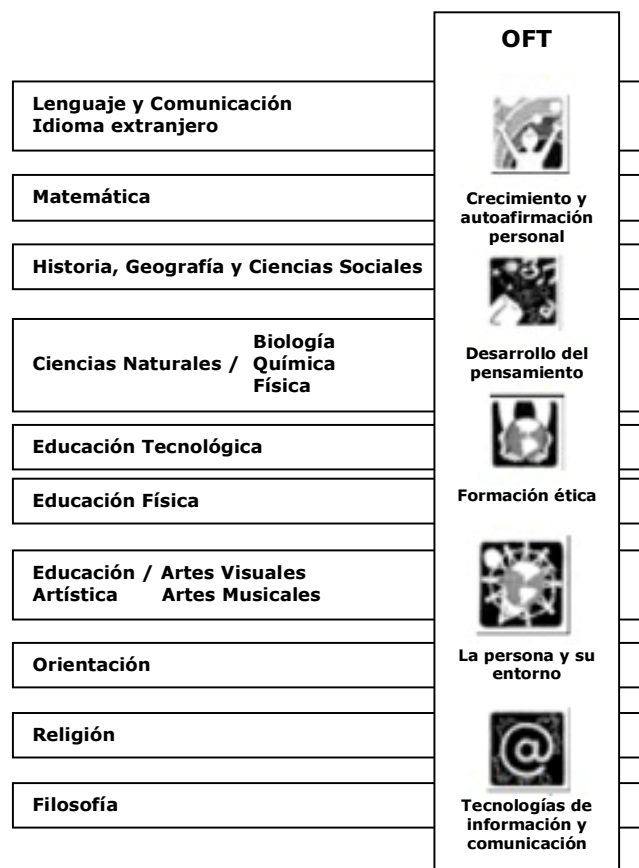 OFT
Lenguaje y Comunicación
Idioma extranjero
Matemática
Historia, Geografía y Ciencias Sociales
Biología
Ciencias Naturales / Química
Física
Educación Tecnológica
Educación Física
Educación / Artes Visuales
Artística Artes Musicales
Orientación
Religión
Filosofía
Crecimiento y
autoafirmación
personal
Desarrollo del
pensamiento
Formación ética
La persona y su
entorno
@
Tecnologías de
información y
comunicación